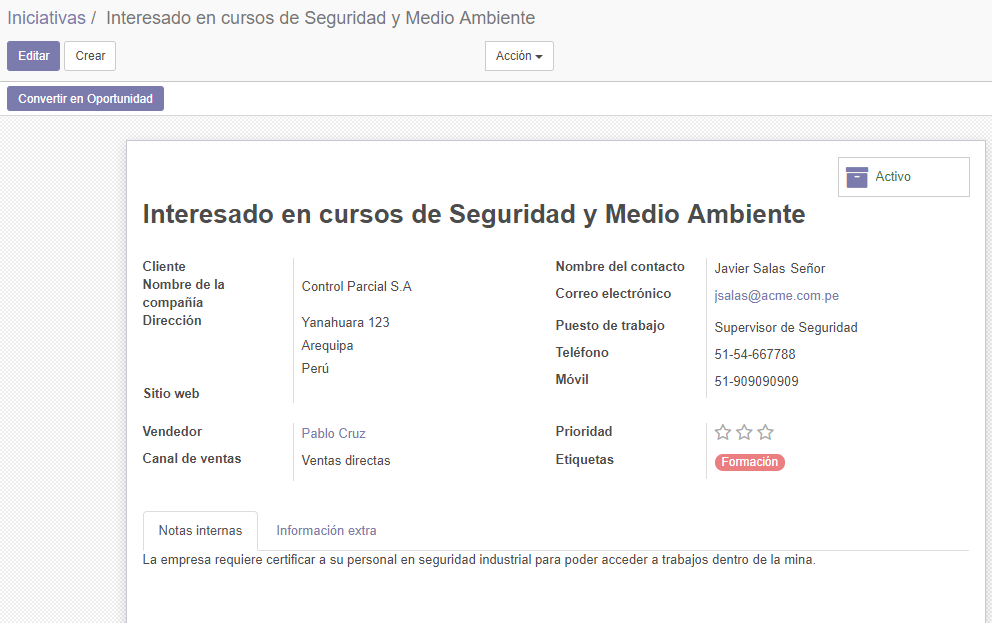 Iniciativas / Interesado en cursos de Seguridad y Medio Ambiente
Editar Crear Acción
Convertir en Oportunidad
Activo
Interesado en cursos de Seguridad y Medio Ambiente
Cliente
Nombre de la
compañía
Control Parcial S.A
Dirección
Yanahuara 123
Arequipa
Perú
Sitio web
Nombre del contacto Javier Salas Señor
Correo electrónico jsalas@acme.com.pe
Puesto de trabajo Supervisor de Seguridad
Teléfono 51-54-667788
Móvil 51-909090909
Vendedor Pablo Cruz
Canal de ventas Ventas directas
Prioridad
Etiquetas Formación
Notas internas Información extra
La empresa requiere certificar a su personal en seguridad industrial para poder acceder a trabajos dentro de la mina.